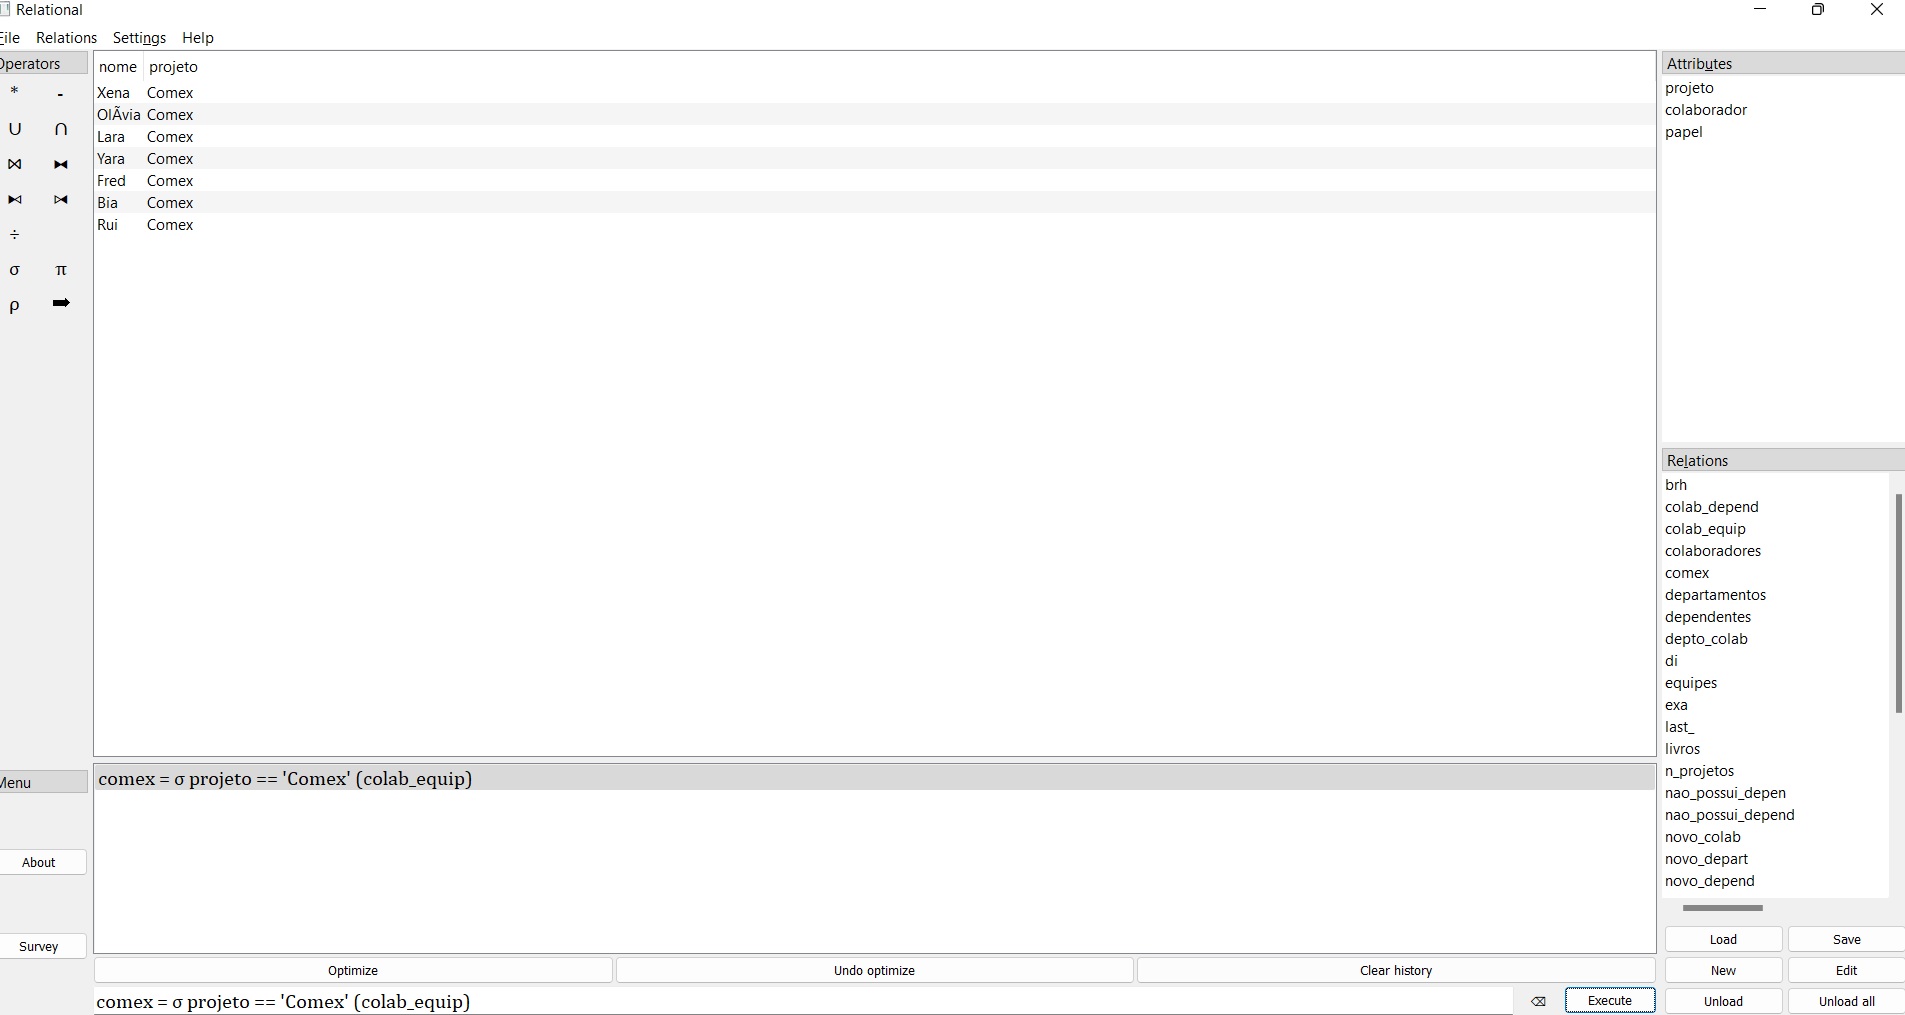 Relational
File Relations Settings Help
Operators
* -
∪ ∩
⋈ ⧓
⧑ ⧒
÷
σ π
ρ ➡
nome projeto
Xena Comex
OlÃvia Comex
Lara Comex
Yara Comex
Fred Comex
Bia Comex
Rui Comex
Attributes
projeto
colaborador
papel
Relations
brh
colab_depend
colab_equip
colaboradores
comex
departamentos
dependentes
depto_colab
di
equipes
exa
last_
livros
n_projetos
nao_possui_depen
nao_possui_depend
novo_colab
novo_depart
novo_depend
Menu
About
Survey
comex = σ projeto == 'Comex' (colab_equip)
Optimize Undo optimize Clear history
comex = σ projeto == 'Comex' (colab_equip)
⌫ Execute
Load Save
New Edit
Unload Unload all